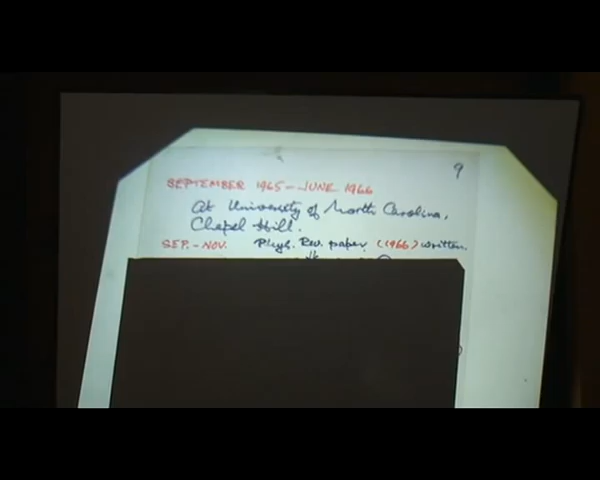 9
SEPTEMBER 1965 - JUNE 1966
At University of North Carolina,
Chapel Hill.
SEP. - NOV. Phys. Rev. paper (1966) written.